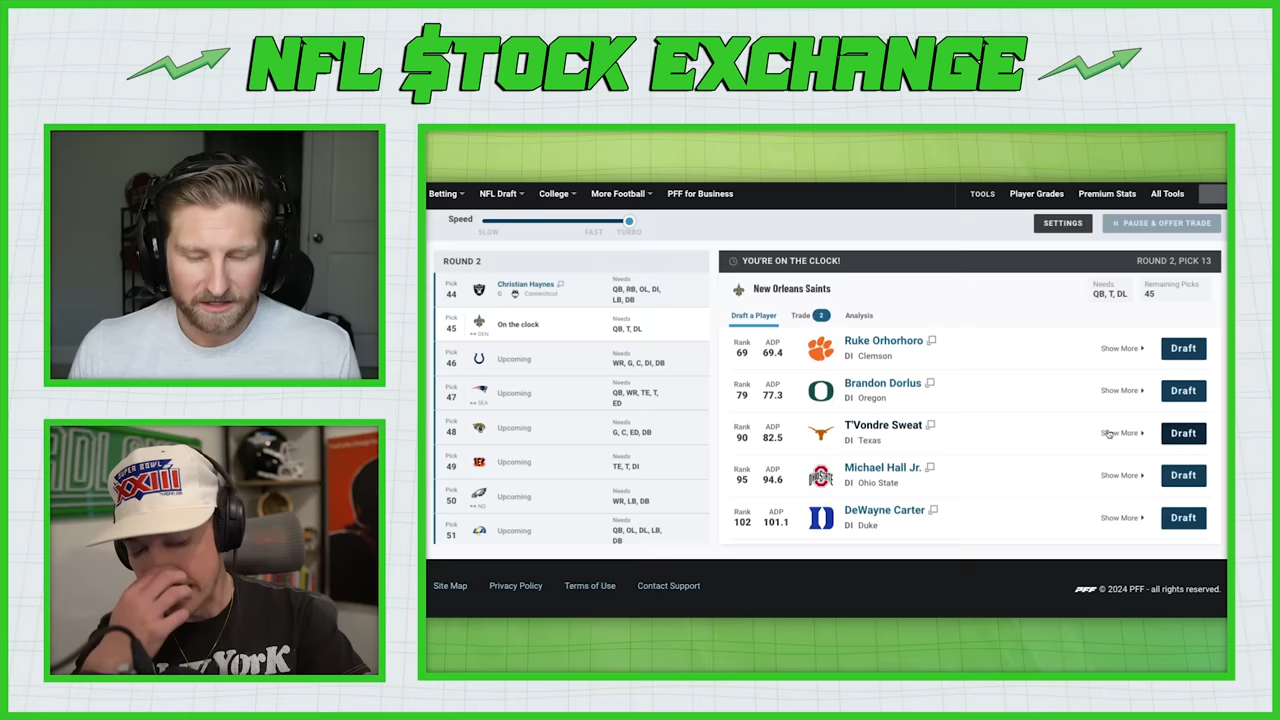 NFL $TOCK EXCHANGE
SUPER BOWL
XXIII
New York
Betting
NFL Draft
College
More Football
PFF for Business
TOOLS
Player Grades
Premium Stats
All Tools
Speed
SLOW
FAST
TURBO
SETTINGS
PAUSE & OFFER TRADE
ROUND 2
Pick
44
Christian Haynes
G
Connecticut
Needs
QB, RB, OL, DI,
LB, DB
Pick
45
DEN
On the clock
Needs
QB, T, DL
Pick
46
Upcoming
Needs
WR, G, C, DI, DB
Pick
47
SEA
Upcoming
Needs
QB, WR, TE, T,
ED
Pick
48
Upcoming
Needs
G, C, ED, DB
Pick
49
Upcoming
Needs
TE, T, DI
Pick
50
NO
Upcoming
Needs
WR, LB, DB
Pick
51
Upcoming
Needs
QB, OL, DL, LB,
DB
YOU'RE ON THE CLOCK!
ROUND 2, PICK 13
New Orleans Saints
Needs
QB, T, DL
Remaining Picks
45
Draft a Player
Trade 2
Analysis
Rank
69
ADP
69.4
Ruke Orhorhoro
DI Clemson
Show More
Draft
Rank
79
ADP
77.3
Brandon Dorlus
DI Oregon
Show More
Draft
Rank
90
ADP
82.5
T'Vondre Sweat
DI Texas
Show More
Draft
Rank
95
ADP
94.6
Michael Hall Jr.
DI Ohio State
Show More
Draft
Rank
102
ADP
101.1
DeWayne Carter
DI Duke
Show More
Draft
Site Map
Privacy Policy
Terms of Use
Contact Support
PFF © 2024 PFF - all rights reserved.